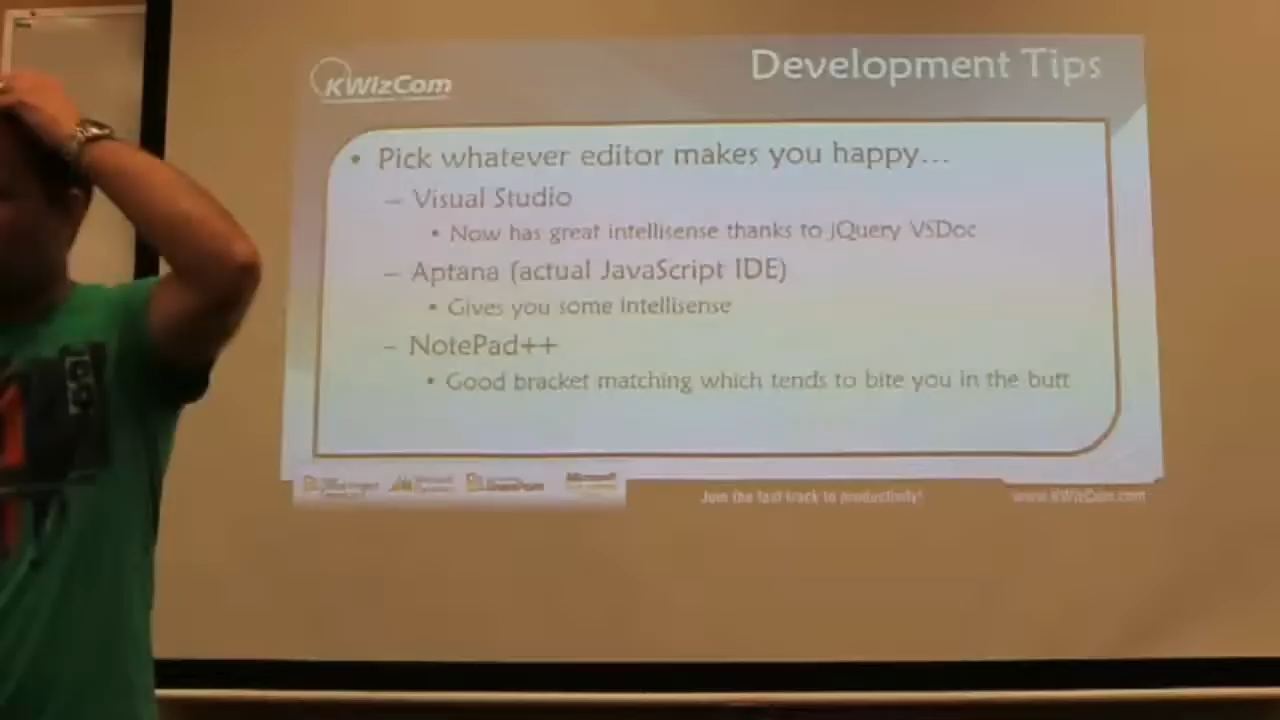 KWizCom
Development Tips
• Pick whatever editor makes you happy...
– Visual Studio
• Now has great intellisense thanks to jQuery VSDoc
– Aptana (actual JavaScript IDE)
• Gives you some intellisense
– NotePad++
• Good bracket matching which tends to bite you in the butt
Microsoft
Join the fast track to productivity!
www.KWizCom.com